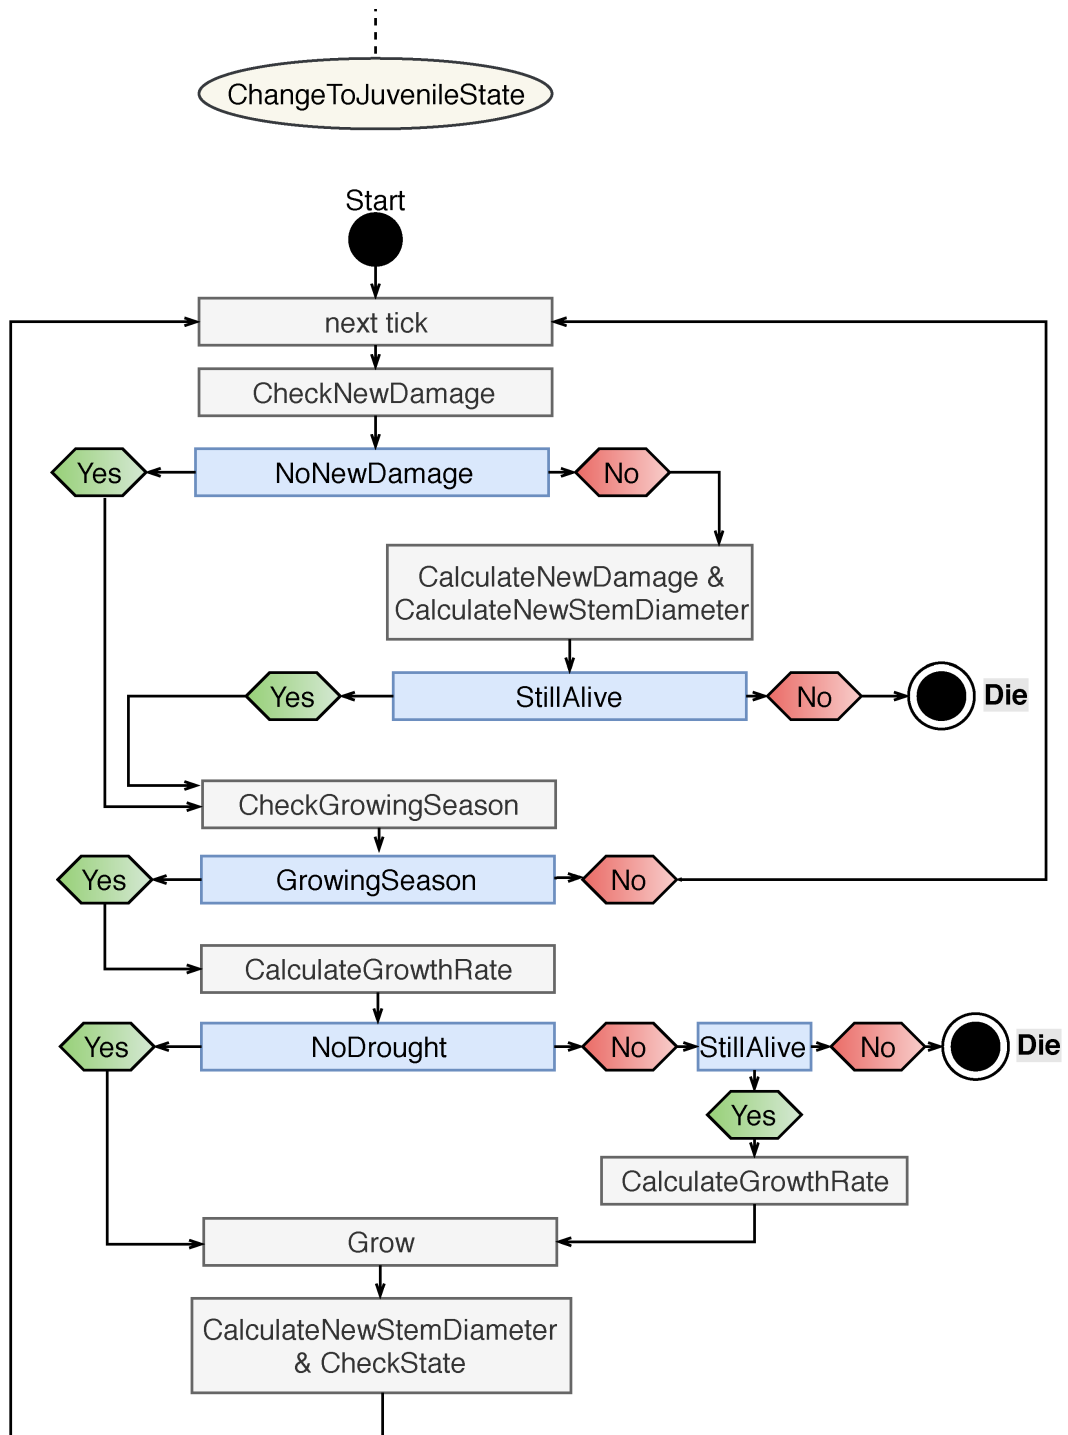 ChangeToJuvenileState
Start
next tick
CheckNewDamage
Yes
NoNewDamage
No
CalculateNewDamage &
CalculateNewStemDiameter
Yes
StillAlive
No
Die
CheckGrowingSeason
Yes
GrowingSeason
No
CalculateGrowthRate
Yes
NoDrought
No
StillAlive
No
Die
Yes
CalculateGrowthRate
Grow
CalculateNewStemDiameter
& CheckState